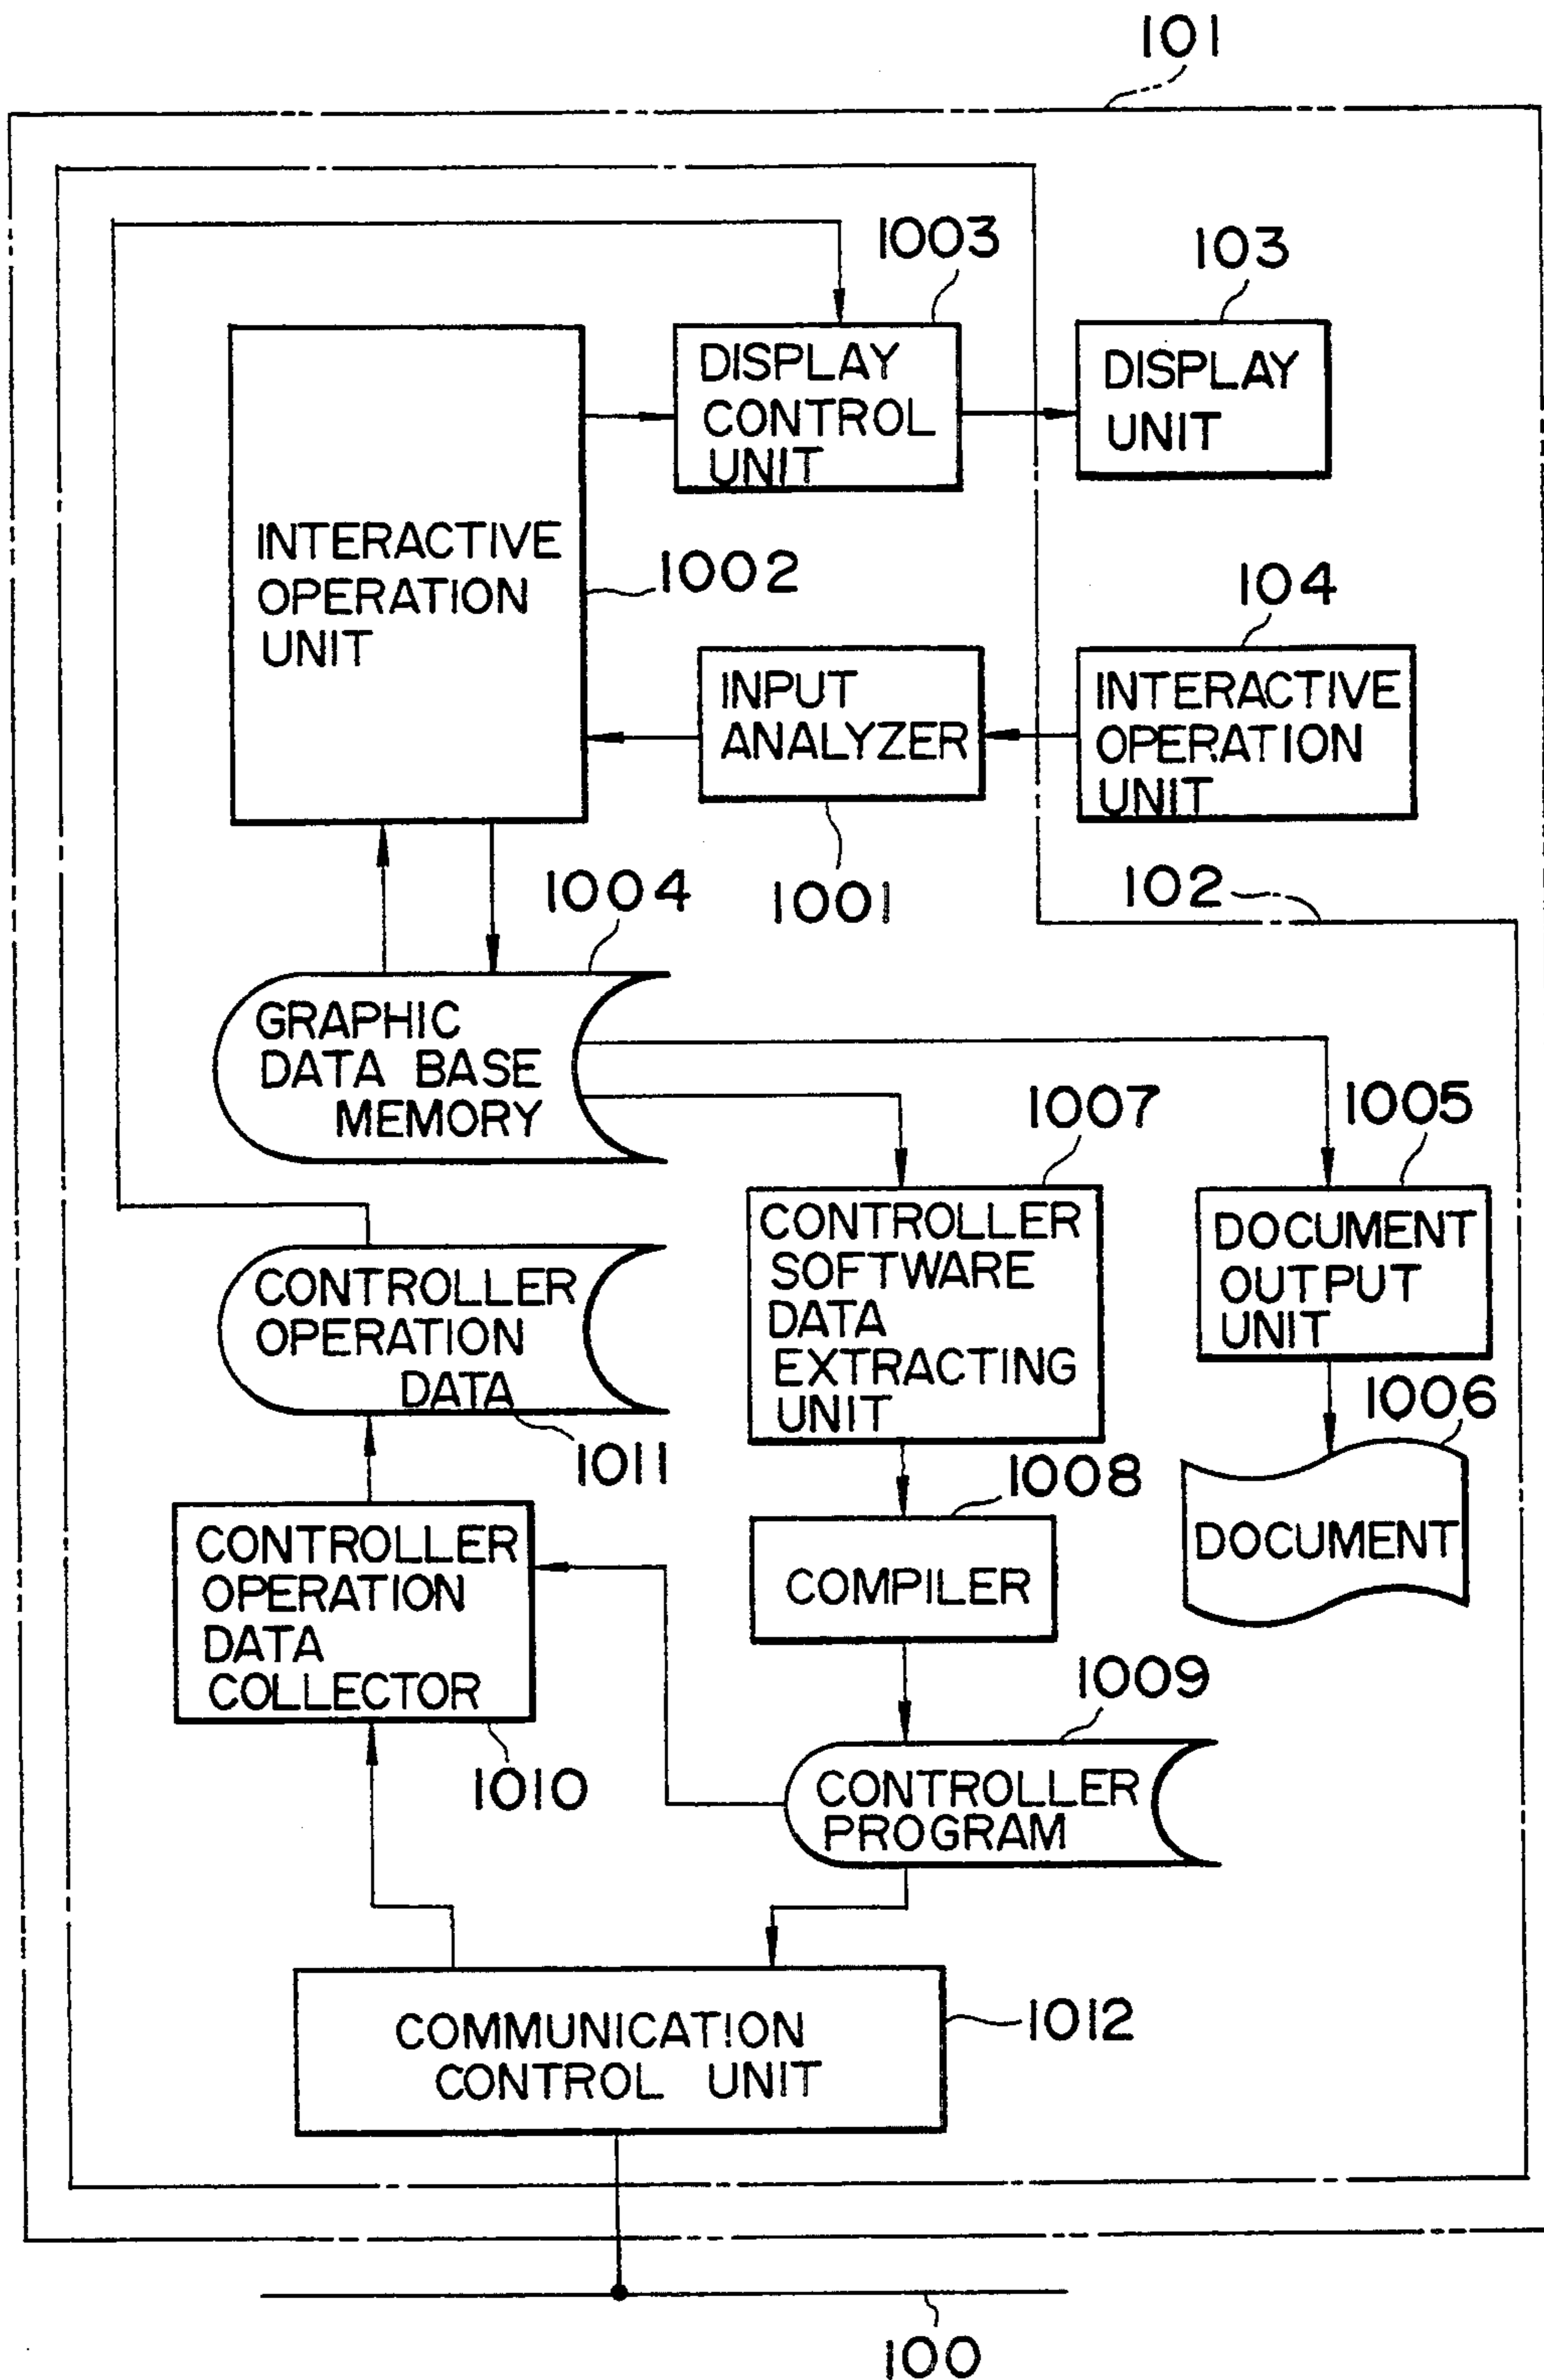 101
1003
103
DISPLAY
CONTROL
UNIT
DISPLAY
UNIT
INTERACTIVE
OPERATION
UNIT
1002
104
INPUT
ANALYZER
INTERACTIVE
OPERATION
UNIT
1001
102
1004
GRAPHIC
DATA BASE
MEMORY
1007
1005
CONTROLLER
SOFTWARE
DATA
EXTRACTING
UNIT
DOCUMENT
OUTPUT
UNIT
CONTROLLER
OPERATION
DATA
1011
1006
1008
DOCUMENT
CONTROLLER
OPERATION
DATA
COLLECTOR
COMPILER
1010
1009
CONTROLLER
PROGRAM
COMMUNICATION
CONTROL UNIT
1012
100